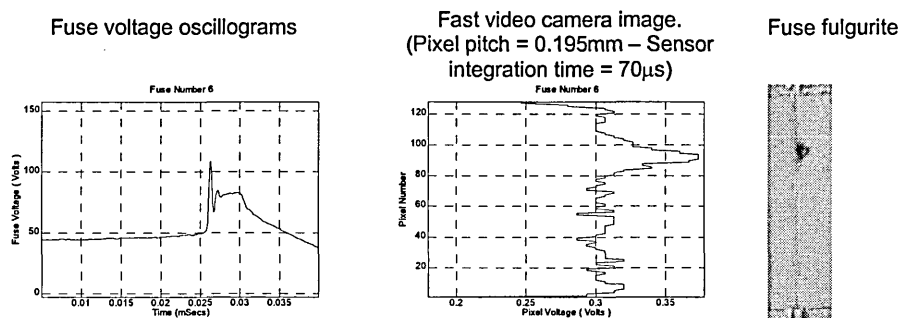 Fuse voltage oscillograms
Fast video camera image.
(Pixel pitch = 0.195mm – Sensor
integration time = 70μs)
Fuse fulgurite
Fuse Number 6
150
100
50
0
Fuse Voltage ( Volts )
0.01 0.015 0.02 0.025 0.03 0.035
Time (mSecs)
Fuse Number 6
120
100
80
60
40
20
Pixel Number
0.2 0.25 0.3 0.35
Pixel Voltage ( Volts )